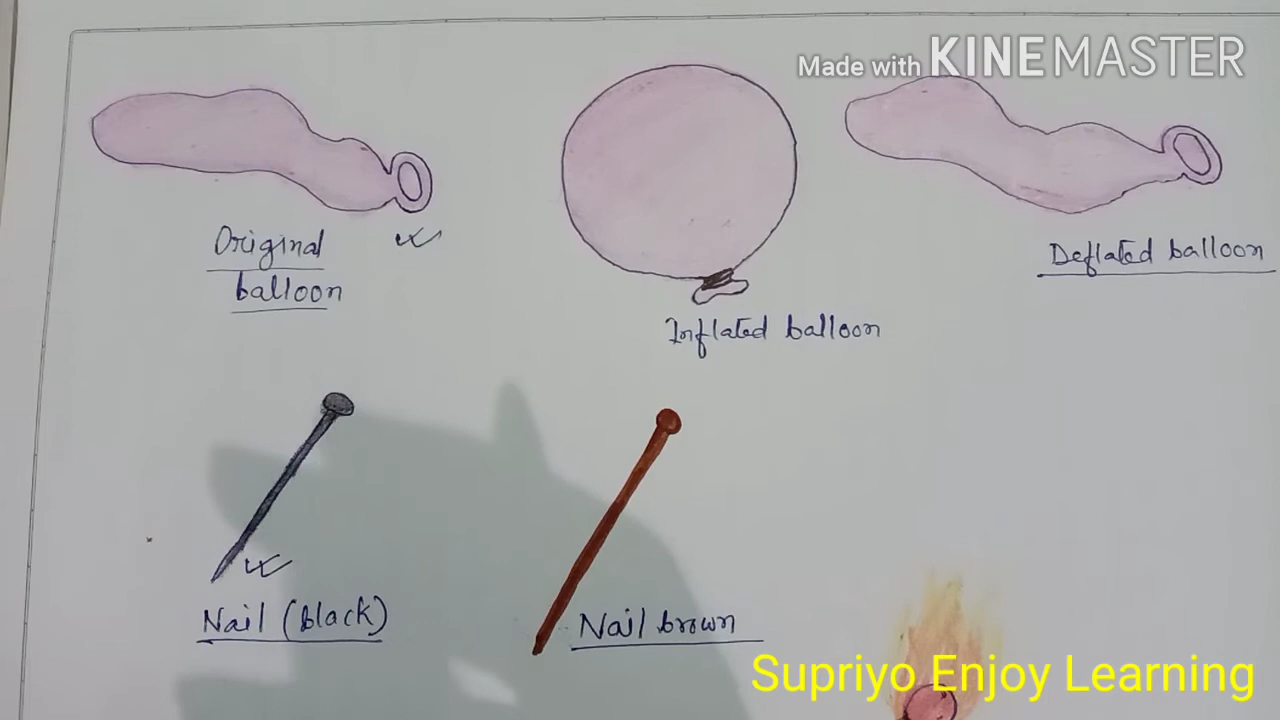 Made with KINEMASTER
Original
balloon
Inflated balloon
Deflated balloon
Nail (black)
Nail brown
Supriyo Enjoy Learning